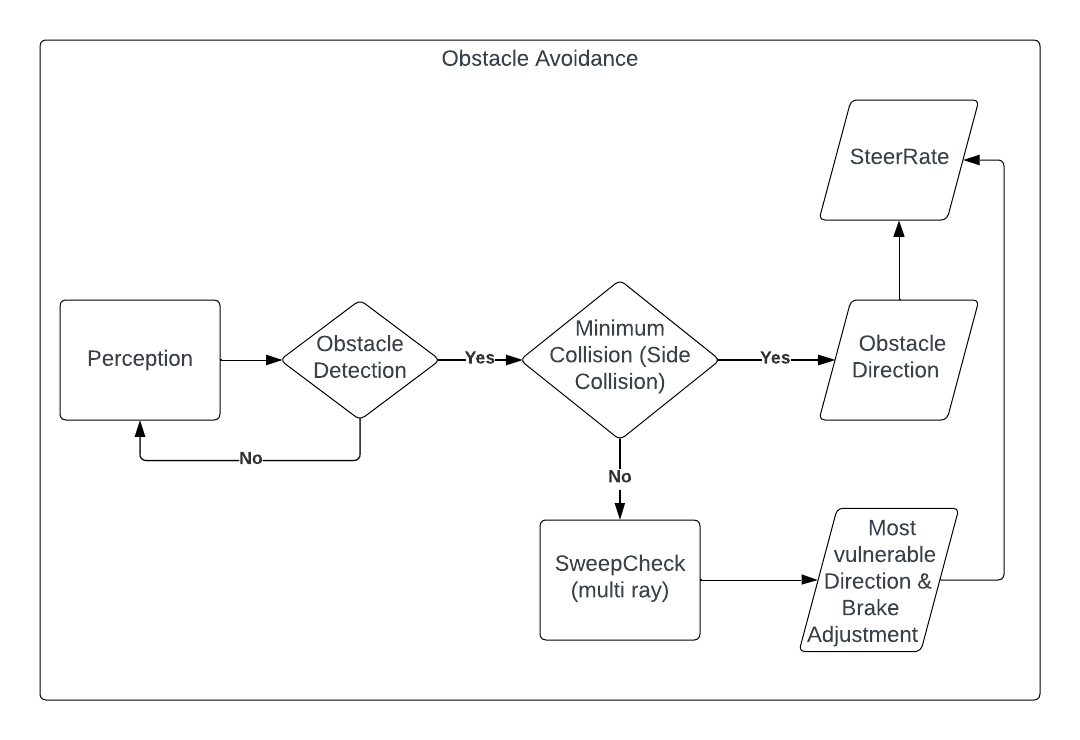 Obstacle Avoidance
SteerRate
Perception
Obstacle
Detection
Yes
Minimum
Collision (Side
Collision)
Yes
Obstacle
Direction
No
No
SweepCheck
(multi ray)
Most
vulnerable
Direction &
Brake
Adjustment